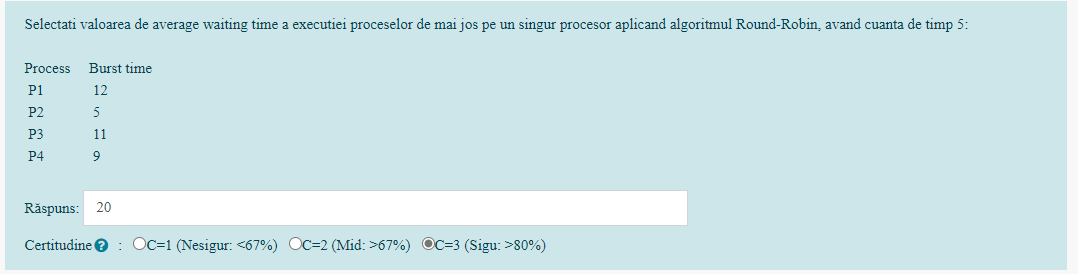 Selectati valoarea de average waiting time a executiei proceselor de mai jos pe un singur procesor aplicand algoritmul Round-Robin, avand cuanta de timp 5:
Process Burst time
P1 12
P2 5
P3 11
P4 9
Răspuns: 20
Certitudine ? : C=1 (Nesigur: <67%) C=2 (Mid: >67%) C=3 (Sigu: >80%)